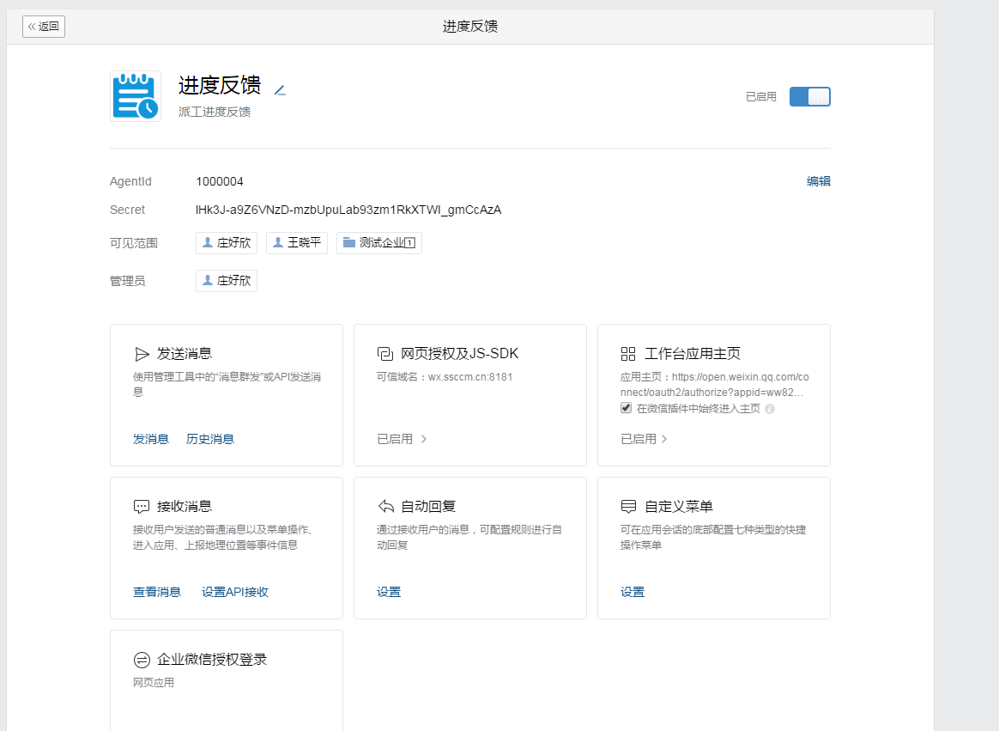 返回
进度反馈
进度反馈
派工进度反馈
已启用
AgentId 1000004 编辑
Secret IHk3J-a9Z6VNzD-mzbUpuLab93zm1RkXTWI_gmCcAzA
可见范围 庄好欣 王晓平 测试企业1
管理员 庄好欣
发送消息
使用管理工具中的“消息群发”或API发送消
息
发消息 历史消息
网页授权及JS-SDK
可信域名：wx.ssccm.cn:8181
已启用
工作台应用主页
应用主页：https://open.weixin.qq.com/co
nnect/oauth2/authorize?appid=ww82...
在微信插件中始终进入主页
已启用
接收消息
接收用户发送的普通消息以及菜单操作、
进入应用、上报地理位置等事件信息
查看消息 设置API接收
自动回复
通过接收用户的消息，可配置规则进行自
动回复
设置
自定义菜单
可在应用会话的底部配置七种类型的快捷
操作菜单
设置
企业微信授权登录
网页应用